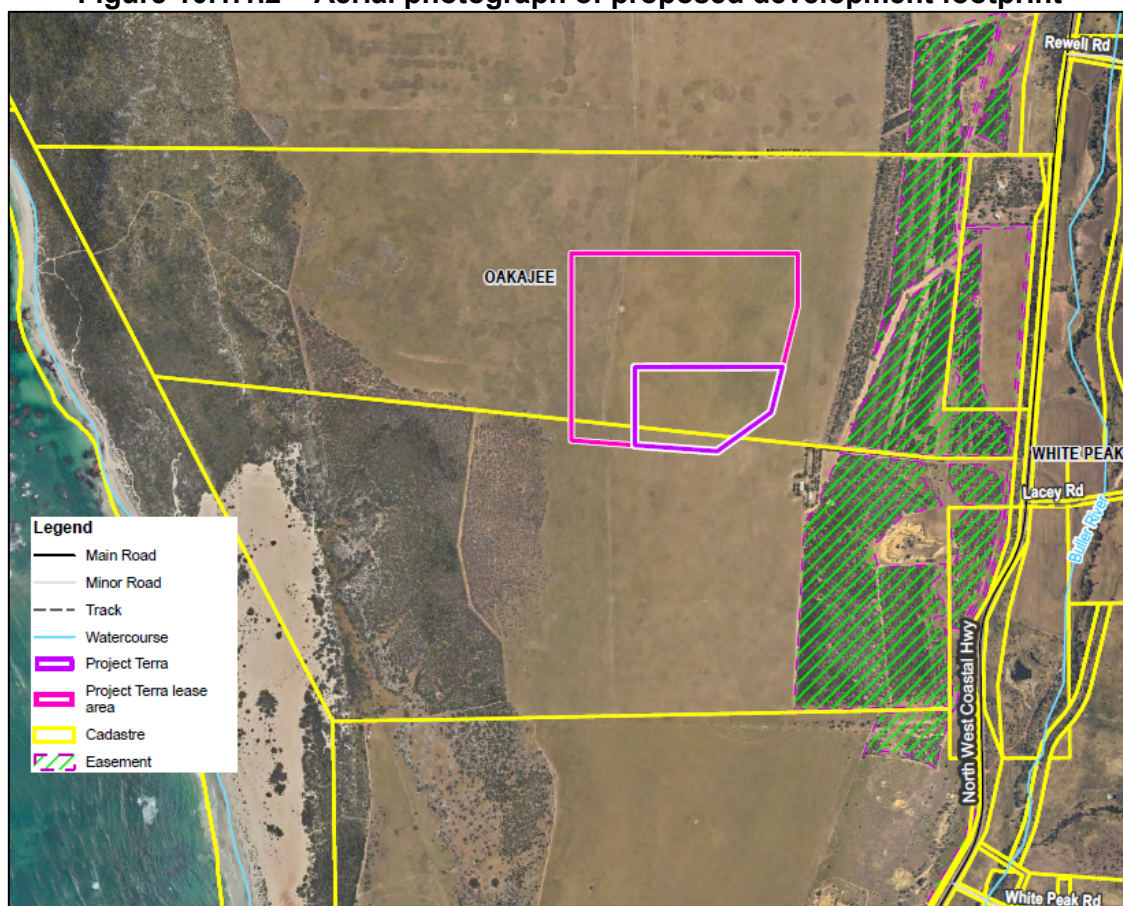 Rewell Rd
OAKAJEE
WHITE PEAK
Lacey Rd
Buller River
Legend
Main Road
Minor Road
Track
Watercourse
Project Terra
Project Terra lease
area
Cadastre
Easement
North West Coastal Hwy
White Peak Rd